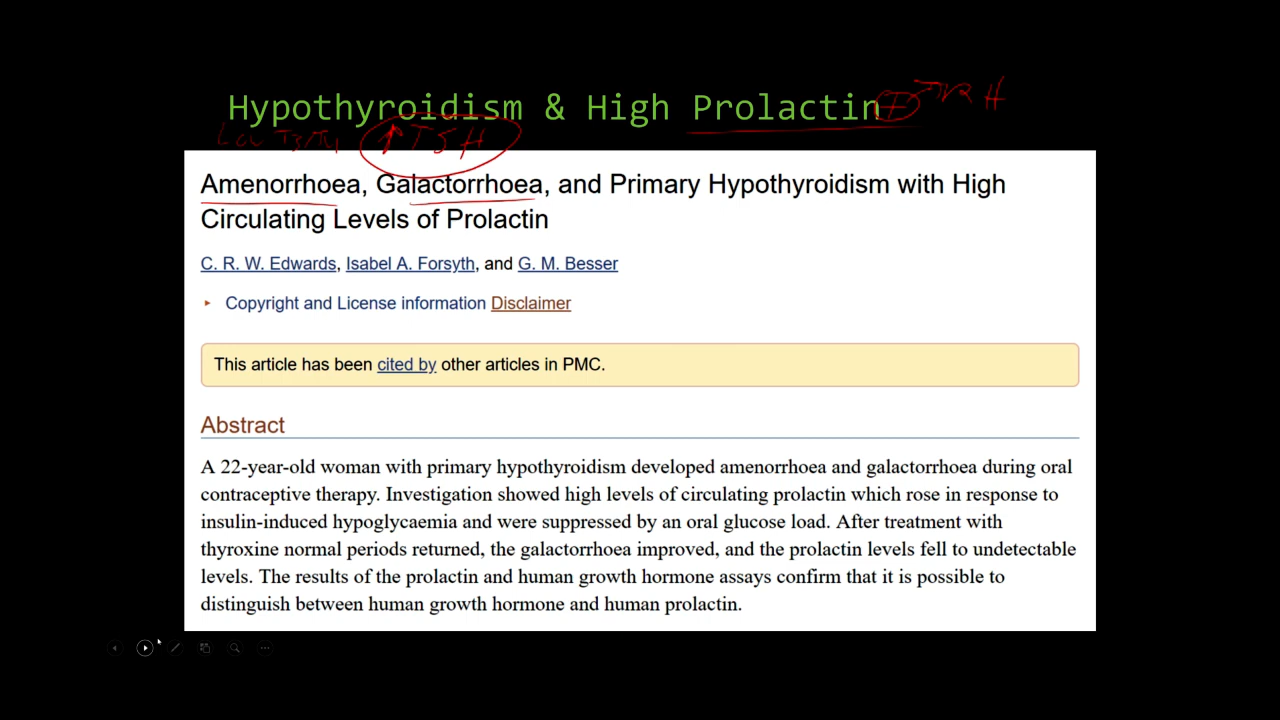 Hypothyroidism & High Prolactin
↑ TSH
Amenorrhoea, Galactorrhoea, and Primary Hypothyroidism with High
Circulating Levels of Prolactin
C. R. W. Edwards, Isabel A. Forsyth, and G. M. Besser
Copyright and License information Disclaimer
This article has been cited by other articles in PMC.
Abstract
A 22-year-old woman with primary hypothyroidism developed amenorrhoea and galactorrhoea during oral
contraceptive therapy. Investigation showed high levels of circulating prolactin which rose in response to
insulin-induced hypoglycaemia and were suppressed by an oral glucose load. After treatment with
thyroxine normal periods returned, the galactorrhoea improved, and the prolactin levels fell to undetectable
levels. The results of the prolactin and human growth hormone assays confirm that it is possible to
distinguish between human growth hormone and human prolactin.